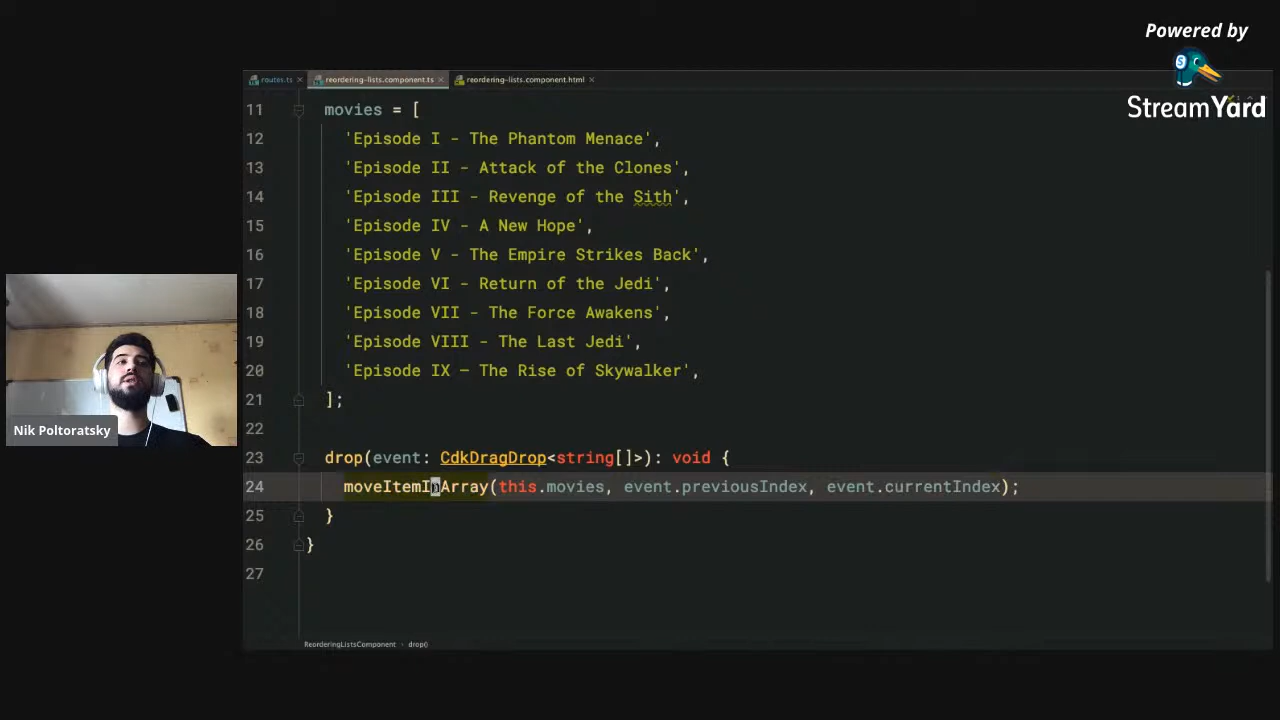 Powered by
StreamYard
routes.ts
reordering-lists.component.ts
reordering-lists.component.html
11 movies = [
12 'Episode I - The Phantom Menace',
13 'Episode II - Attack of the Clones',
14 'Episode III - Revenge of the Sith',
15 'Episode IV - A New Hope',
16 'Episode V - The Empire Strikes Back',
17 'Episode VI - Return of the Jedi',
18 'Episode VII - The Force Awakens',
19 'Episode VIII - The Last Jedi',
20 'Episode IX – The Rise of Skywalker',
21 ];
22
23 drop(event: CdkDragDrop<string[]>): void {
24 moveItemInArray(this.movies, event.previousIndex, event.currentIndex);
25 }
26 }
27
Nik Poltoratsky
ReorderingListsComponent › drop()